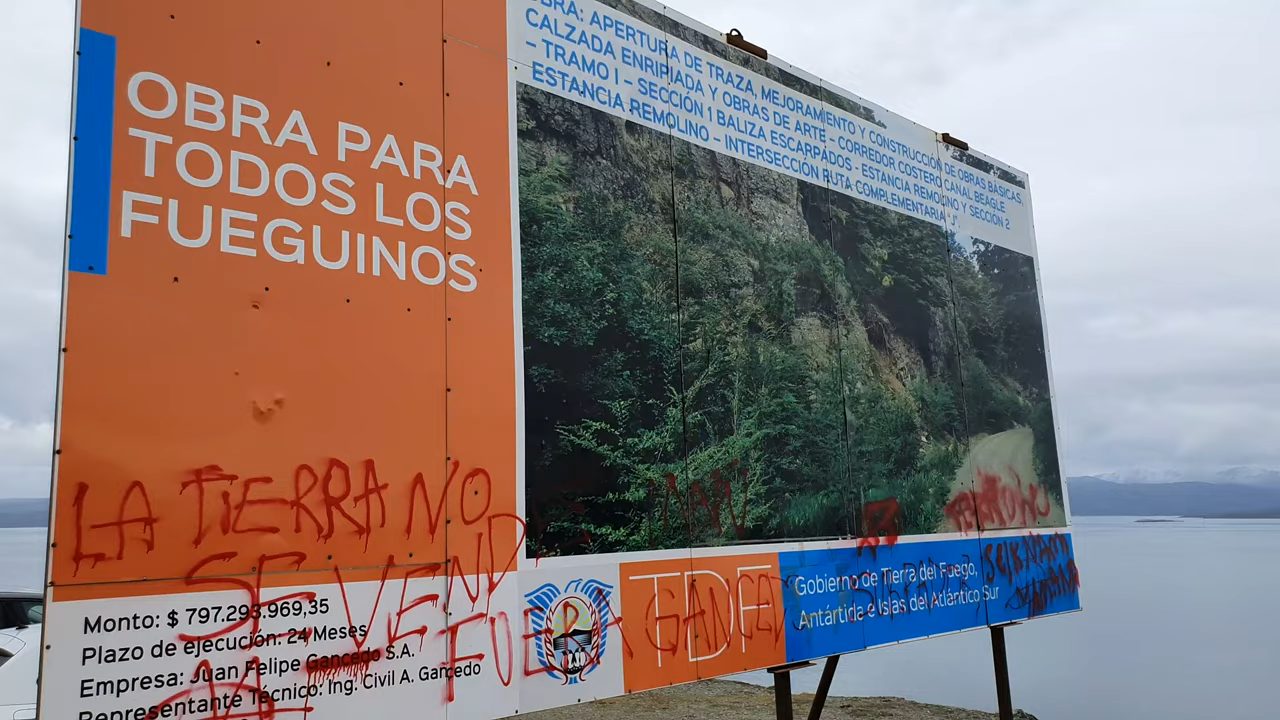 OBRA PARA
TODOS LOS
FUEGUINOS
OBRA: APERTURA DE TRAZA, MEJORAMIENTO Y CONSTRUCCIÓN DE OBRAS BÁSICAS,
CALZADA ENRIPIADA Y OBRAS DE ARTE - CORREDOR COSTERO CANAL BEAGLE
- TRAMO I - SECCIÓN 1 BALIZA ESCARPADOS - ESTANCIA REMOLINO Y SECCIÓN 2
ESTANCIA REMOLINO - INTERSECCIÓN RUTA COMPLEMENTARIA "J"
LA TIERRA NO
SE VENDE
FUERA GANCEDO
Monto: $ 797.293.969,35
Plazo de ejecución: 24 Meses
Empresa: Juan Felipe Gancedo S.A.
Representante Técnico: Ing. Civil A. Gancedo
TDF
Gobierno de Tierra del Fuego,
Antártida e Islas del Atlántico Sur